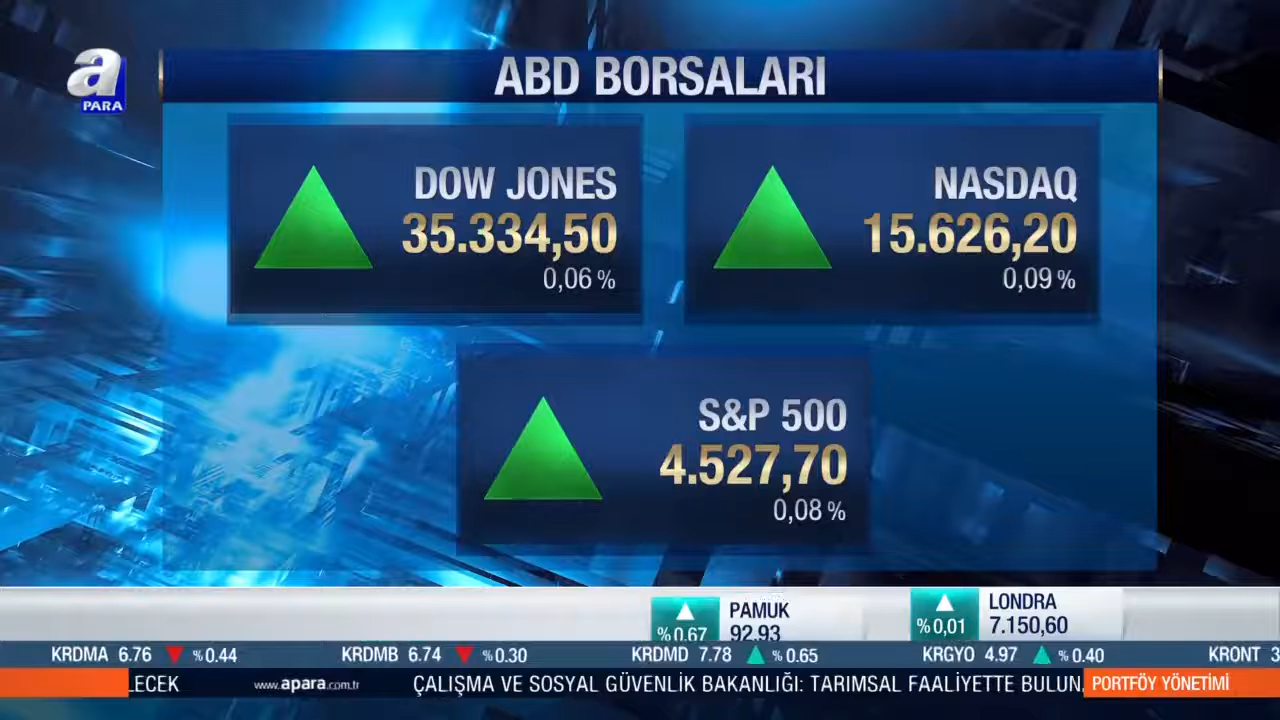 a
PARA
ABD BORSALARI
DOW JONES
35.334,50
0,06 %
NASDAQ
15.626,20
0,09 %
S&P 500
4.527,70
0,08 %
%0.67
PAMUK
92.93
%0,01
LONDRA
7.150,60
KRDMA 6.76 %0.44
KRDMB 6.74 %0.30
KRDMD 7.78 %0.65
KRGYO 4.97 %0.40
KRONT 3
LECEK
www.apara.com.tr
ÇALIŞMA VE SOSYAL GÜVENLİK BAKANLIĞI: TARIMSAL FAALİYETTE BULUN
PORTFÖY YÖNETİMİ